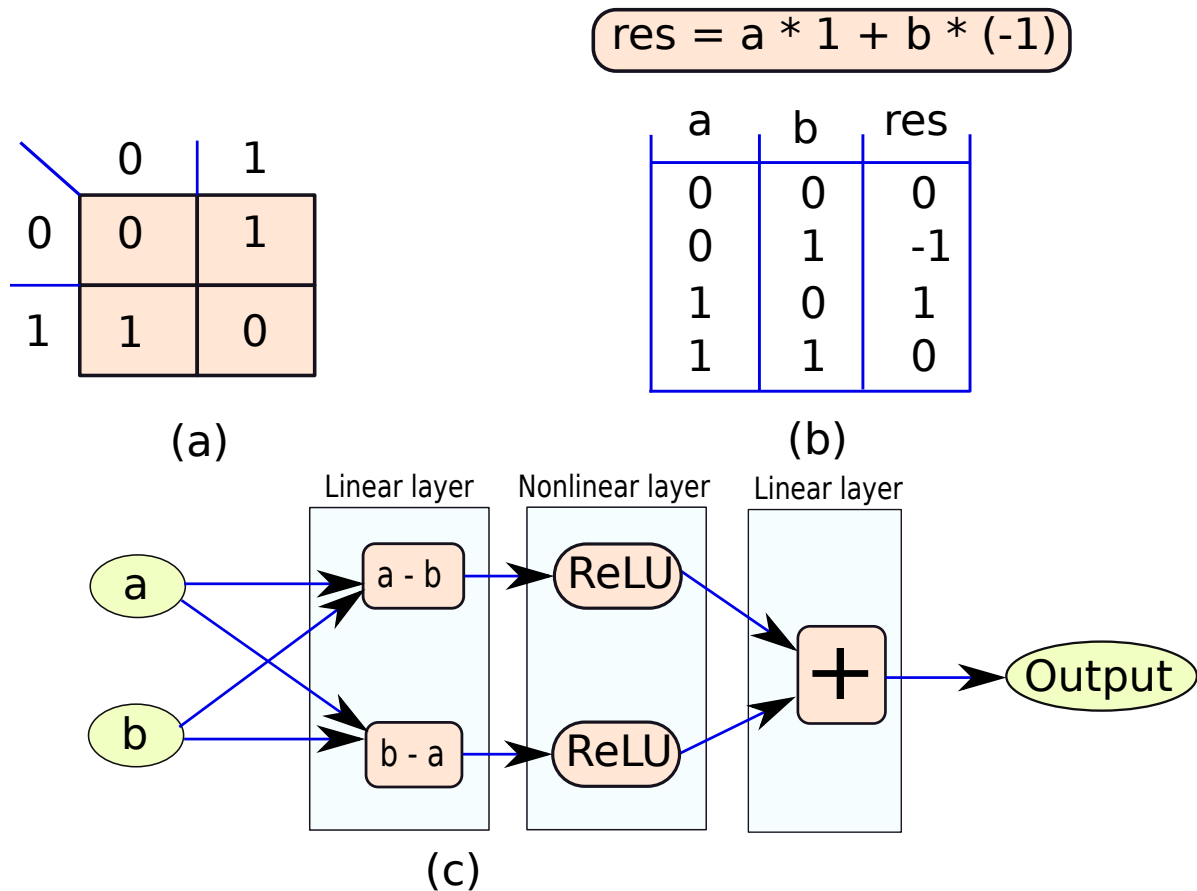 res = a * 1 + b * (-1)
0 1
0 0 1
1 1 0
(a)
a b res
0 0 0
0 1 -1
1 0 1
1 1 0
(b)
Linear layer Nonlinear layer Linear layer
a a - b ReLU
+ Output
b b - a ReLU
(c)